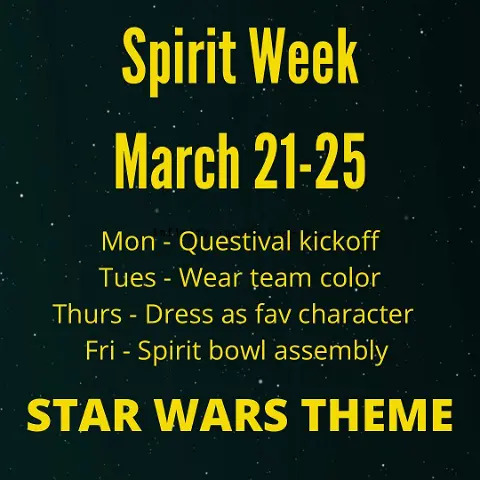 Spirit Week
March 21-25
Mon - Questival kickoff
Tues - Wear team color
Thurs - Dress as fav character
Fri - Spirit bowl assembly
STAR WARS THEME